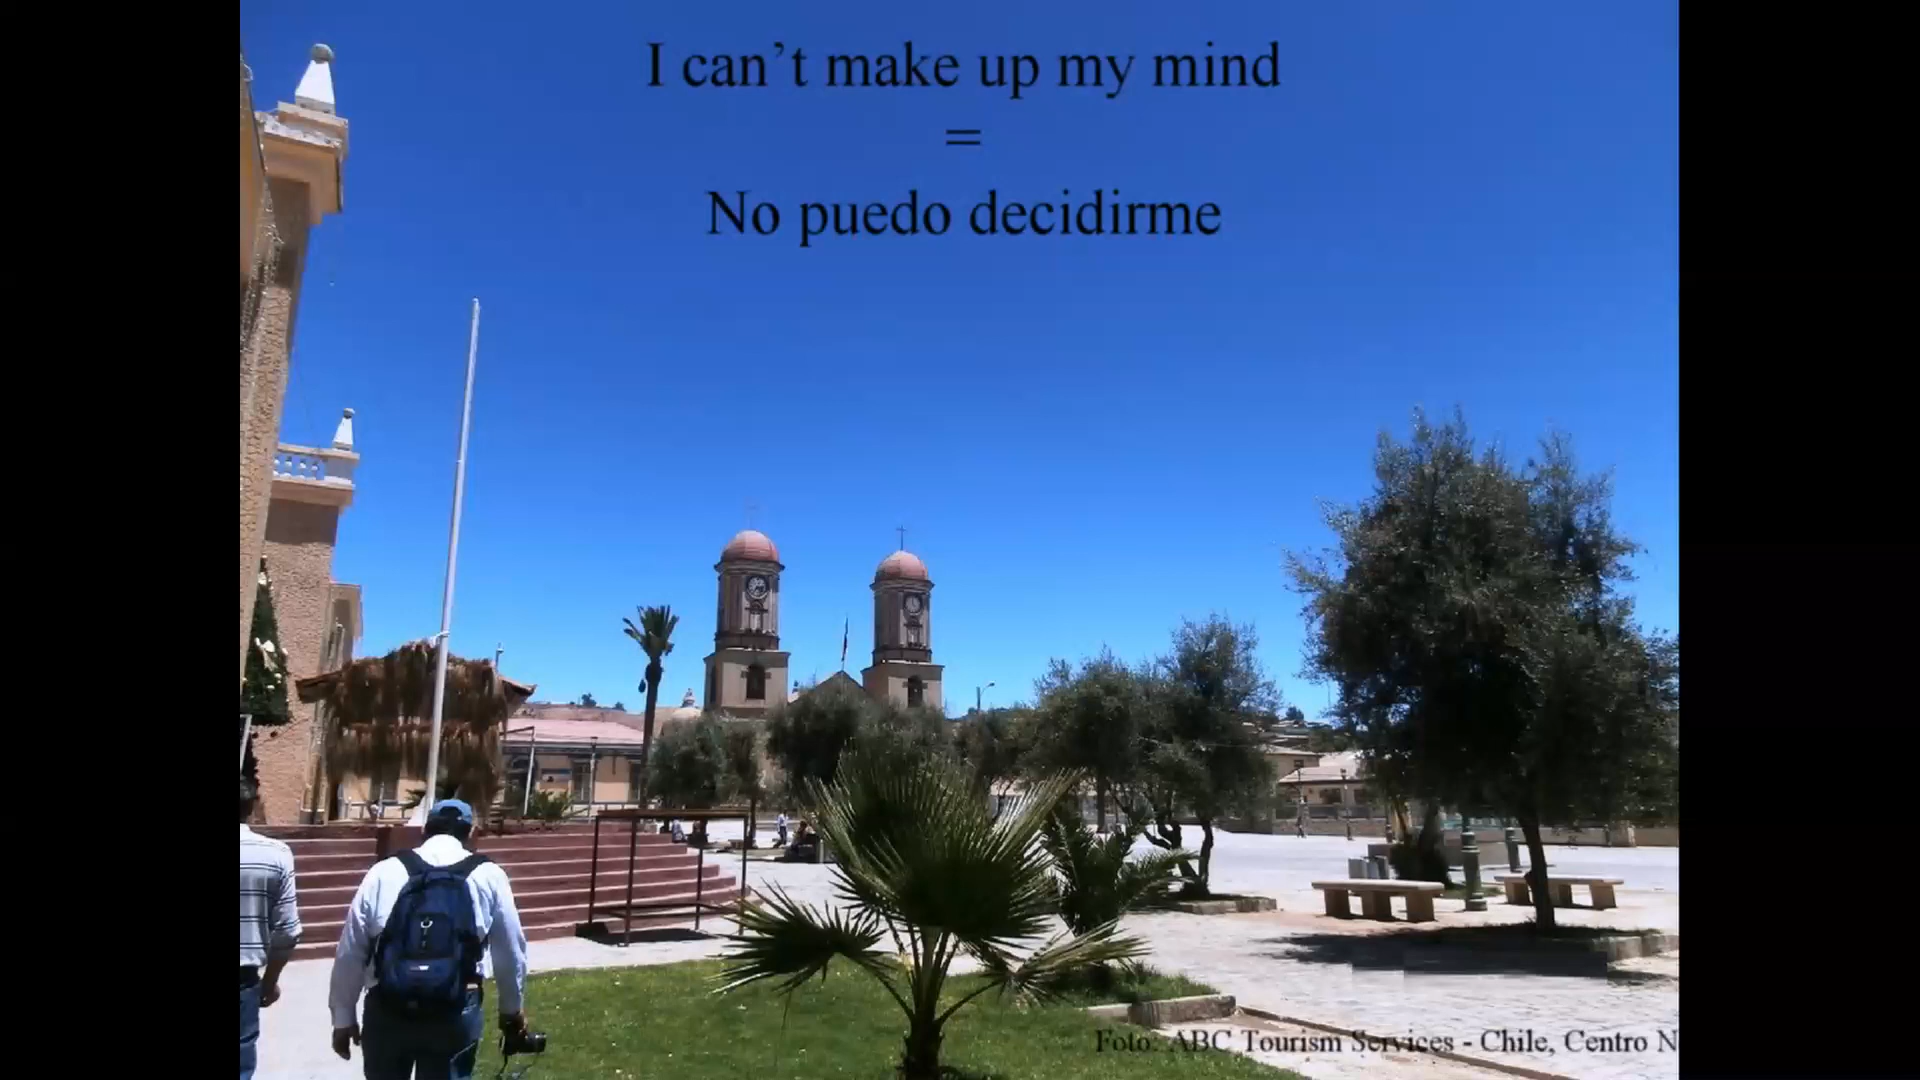 I can’t make up my mind
=
No puedo decidirme
Foto: ABC Tourism Services - Chile, Centro N